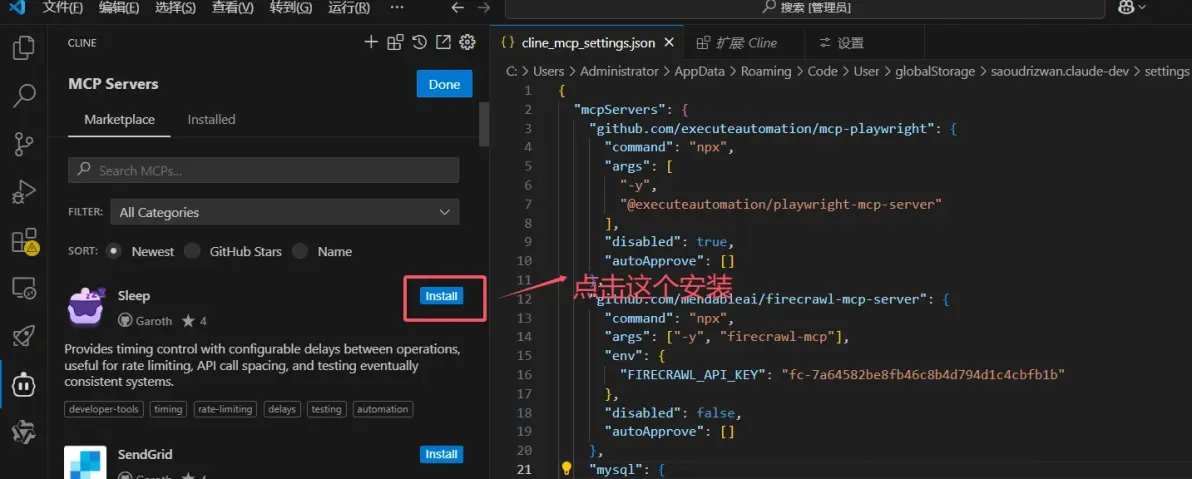 文件(F) 编辑(E) 选择(S) 查看(V) 转到(G) 运行(R) ···
搜索 [管理员]
CLINE
MCP Servers
Done
Marketplace Installed
Search MCPs...
FILTER: All Categories
SORT: Newest GitHub Stars Name
Sleep
Install
Garoth 4
Provides timing control with configurable delays between operations,
useful for rate limiting, API call spacing, and testing eventually
consistent systems.
developer-tools timing rate-limiting delays testing automation
SendGrid
Install
Garoth 4
点击这个安装
{} cline_mcp_settings.json 扩展 Cline 设置
C: > Users > Administrator > AppData > Roaming > Code > User > globalStorage > saoudrizwan.claude-dev > settings
1 {
2 "mcpServers": {
3 "github.com/executeautomation/mcp-playwright": {
4 "command": "npx",
5 "args": [
6 "-y",
7 "@executeautomation/playwright-mcp-server"
8 ],
9 "disabled": true,
10 "autoApprove": []
11 },
12 "github.com/mendableai/firecrawl-mcp-server": {
13 "command": "npx",
14 "args": ["-y", "firecrawl-mcp"],
15 "env": {
16 "FIRECRAWL_API_KEY": "fc-7a64582be8fb46c8b4d794d1c4cbfb1b"
17 },
18 "disabled": false,
19 "autoApprove": []
20 },
21 "mysql": {